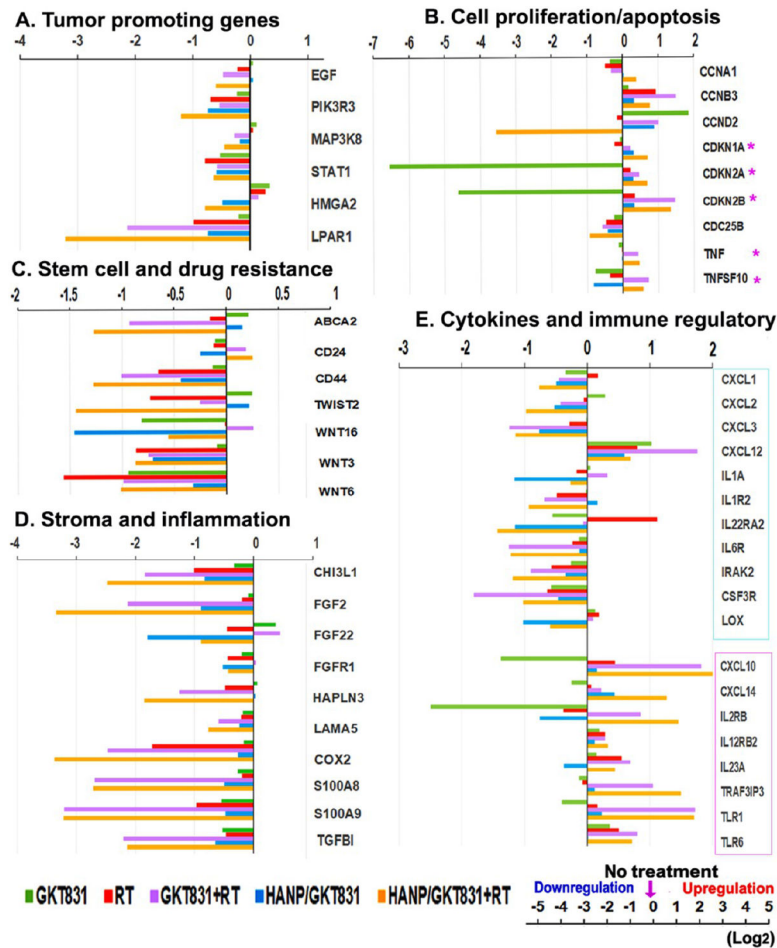 A. Tumor promoting genes
-4 -3 -2 -1 0 1
EGF
PIK3R3
MAP3K8
STAT1
HMGA2
LPAR1
B. Cell proliferation/apoptosis
-7 -6 -5 -4 -3 -2 -1 0 1 2
CCNA1
CCNB3
CCND2
CDKN1A *
CDKN2A *
CDKN2B *
CDC25B
TNF *
TNFSF10 *
C. Stem cell and drug resistance
-2 -1.5 -1 -0.5 0 0.5 1
ABCA2
CD24
CD44
TWIST2
WNT16
WNT3
WNT6
D. Stroma and inflammation
-4 -3 -2 -1 0 1
CHI3L1
FGF2
FGF22
FGFR1
HAPLN3
LAMA5
COX2
S100A8
S100A9
TGFBI
E. Cytokines and immune regulatory
-3 -2 -1 0 1 2
CXCL1
CXCL2
CXCL3
CXCL12
IL1A
IL1R2
IL22RA2
IL6R
IRAK2
CSF3R
LOX
CXCL10
CXCL14
IL2RB
IL12RB2
IL23A
TRAF3IP3
TLR1
TLR6
GKT831 RT GKT831+RT HANP/GKT831 HANP/GKT831+RT
No treatment
Downregulation Upregulation
-5 -4 -3 -2 -1 0 1 2 3 4 5
(Log2)